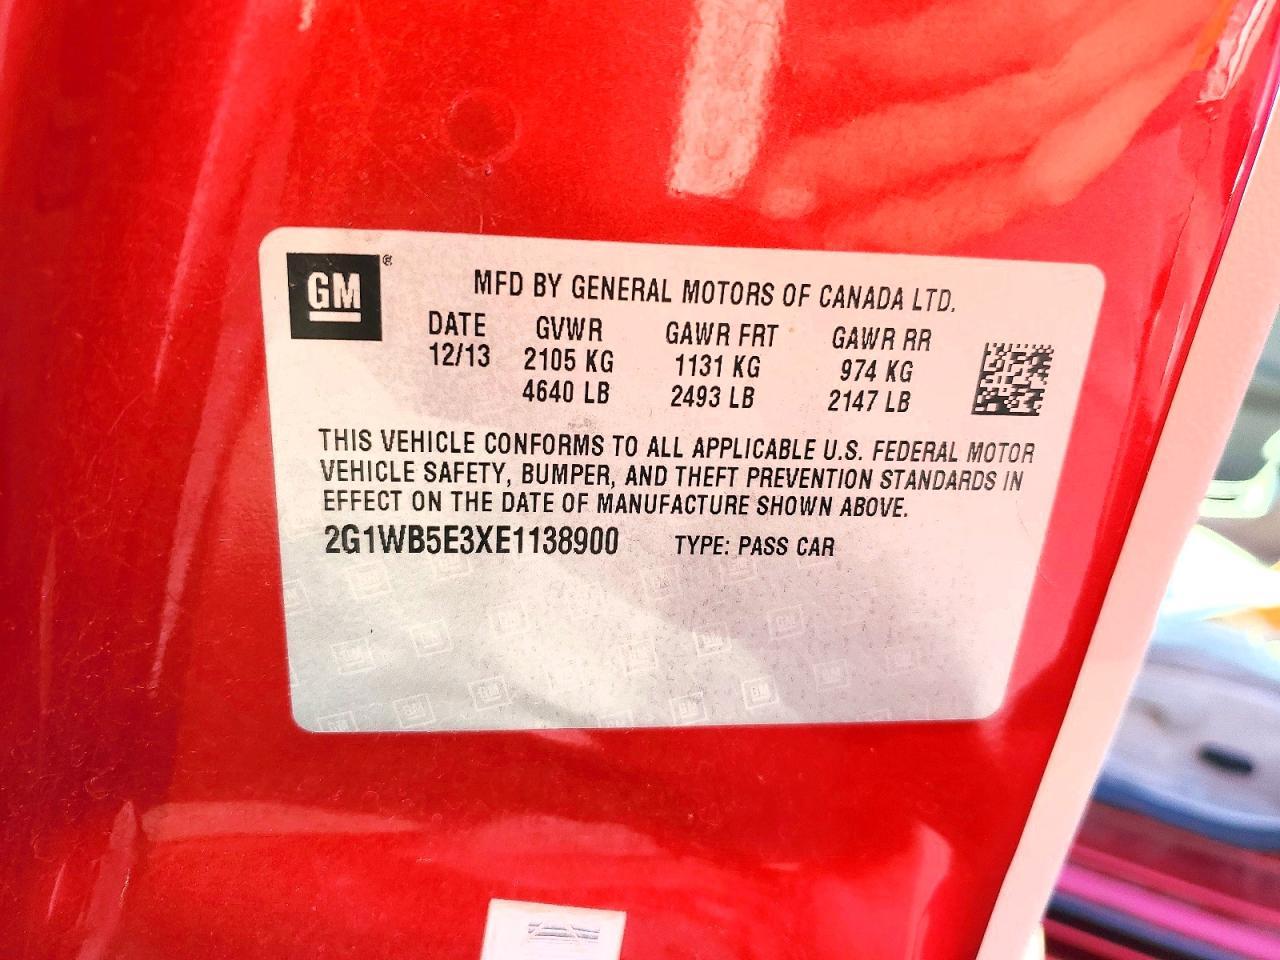 GM ®
MFD BY GENERAL MOTORS OF CANADA LTD.
DATE GVWR GAWR FRT GAWR RR
12/13 2105 KG 1131 KG 974 KG
4640 LB 2493 LB 2147 LB
THIS VEHICLE CONFORMS TO ALL APPLICABLE U.S. FEDERAL MOTOR
VEHICLE SAFETY, BUMPER, AND THEFT PREVENTION STANDARDS IN
EFFECT ON THE DATE OF MANUFACTURE SHOWN ABOVE.
2G1WB5E3XE1138900 TYPE: PASS CAR